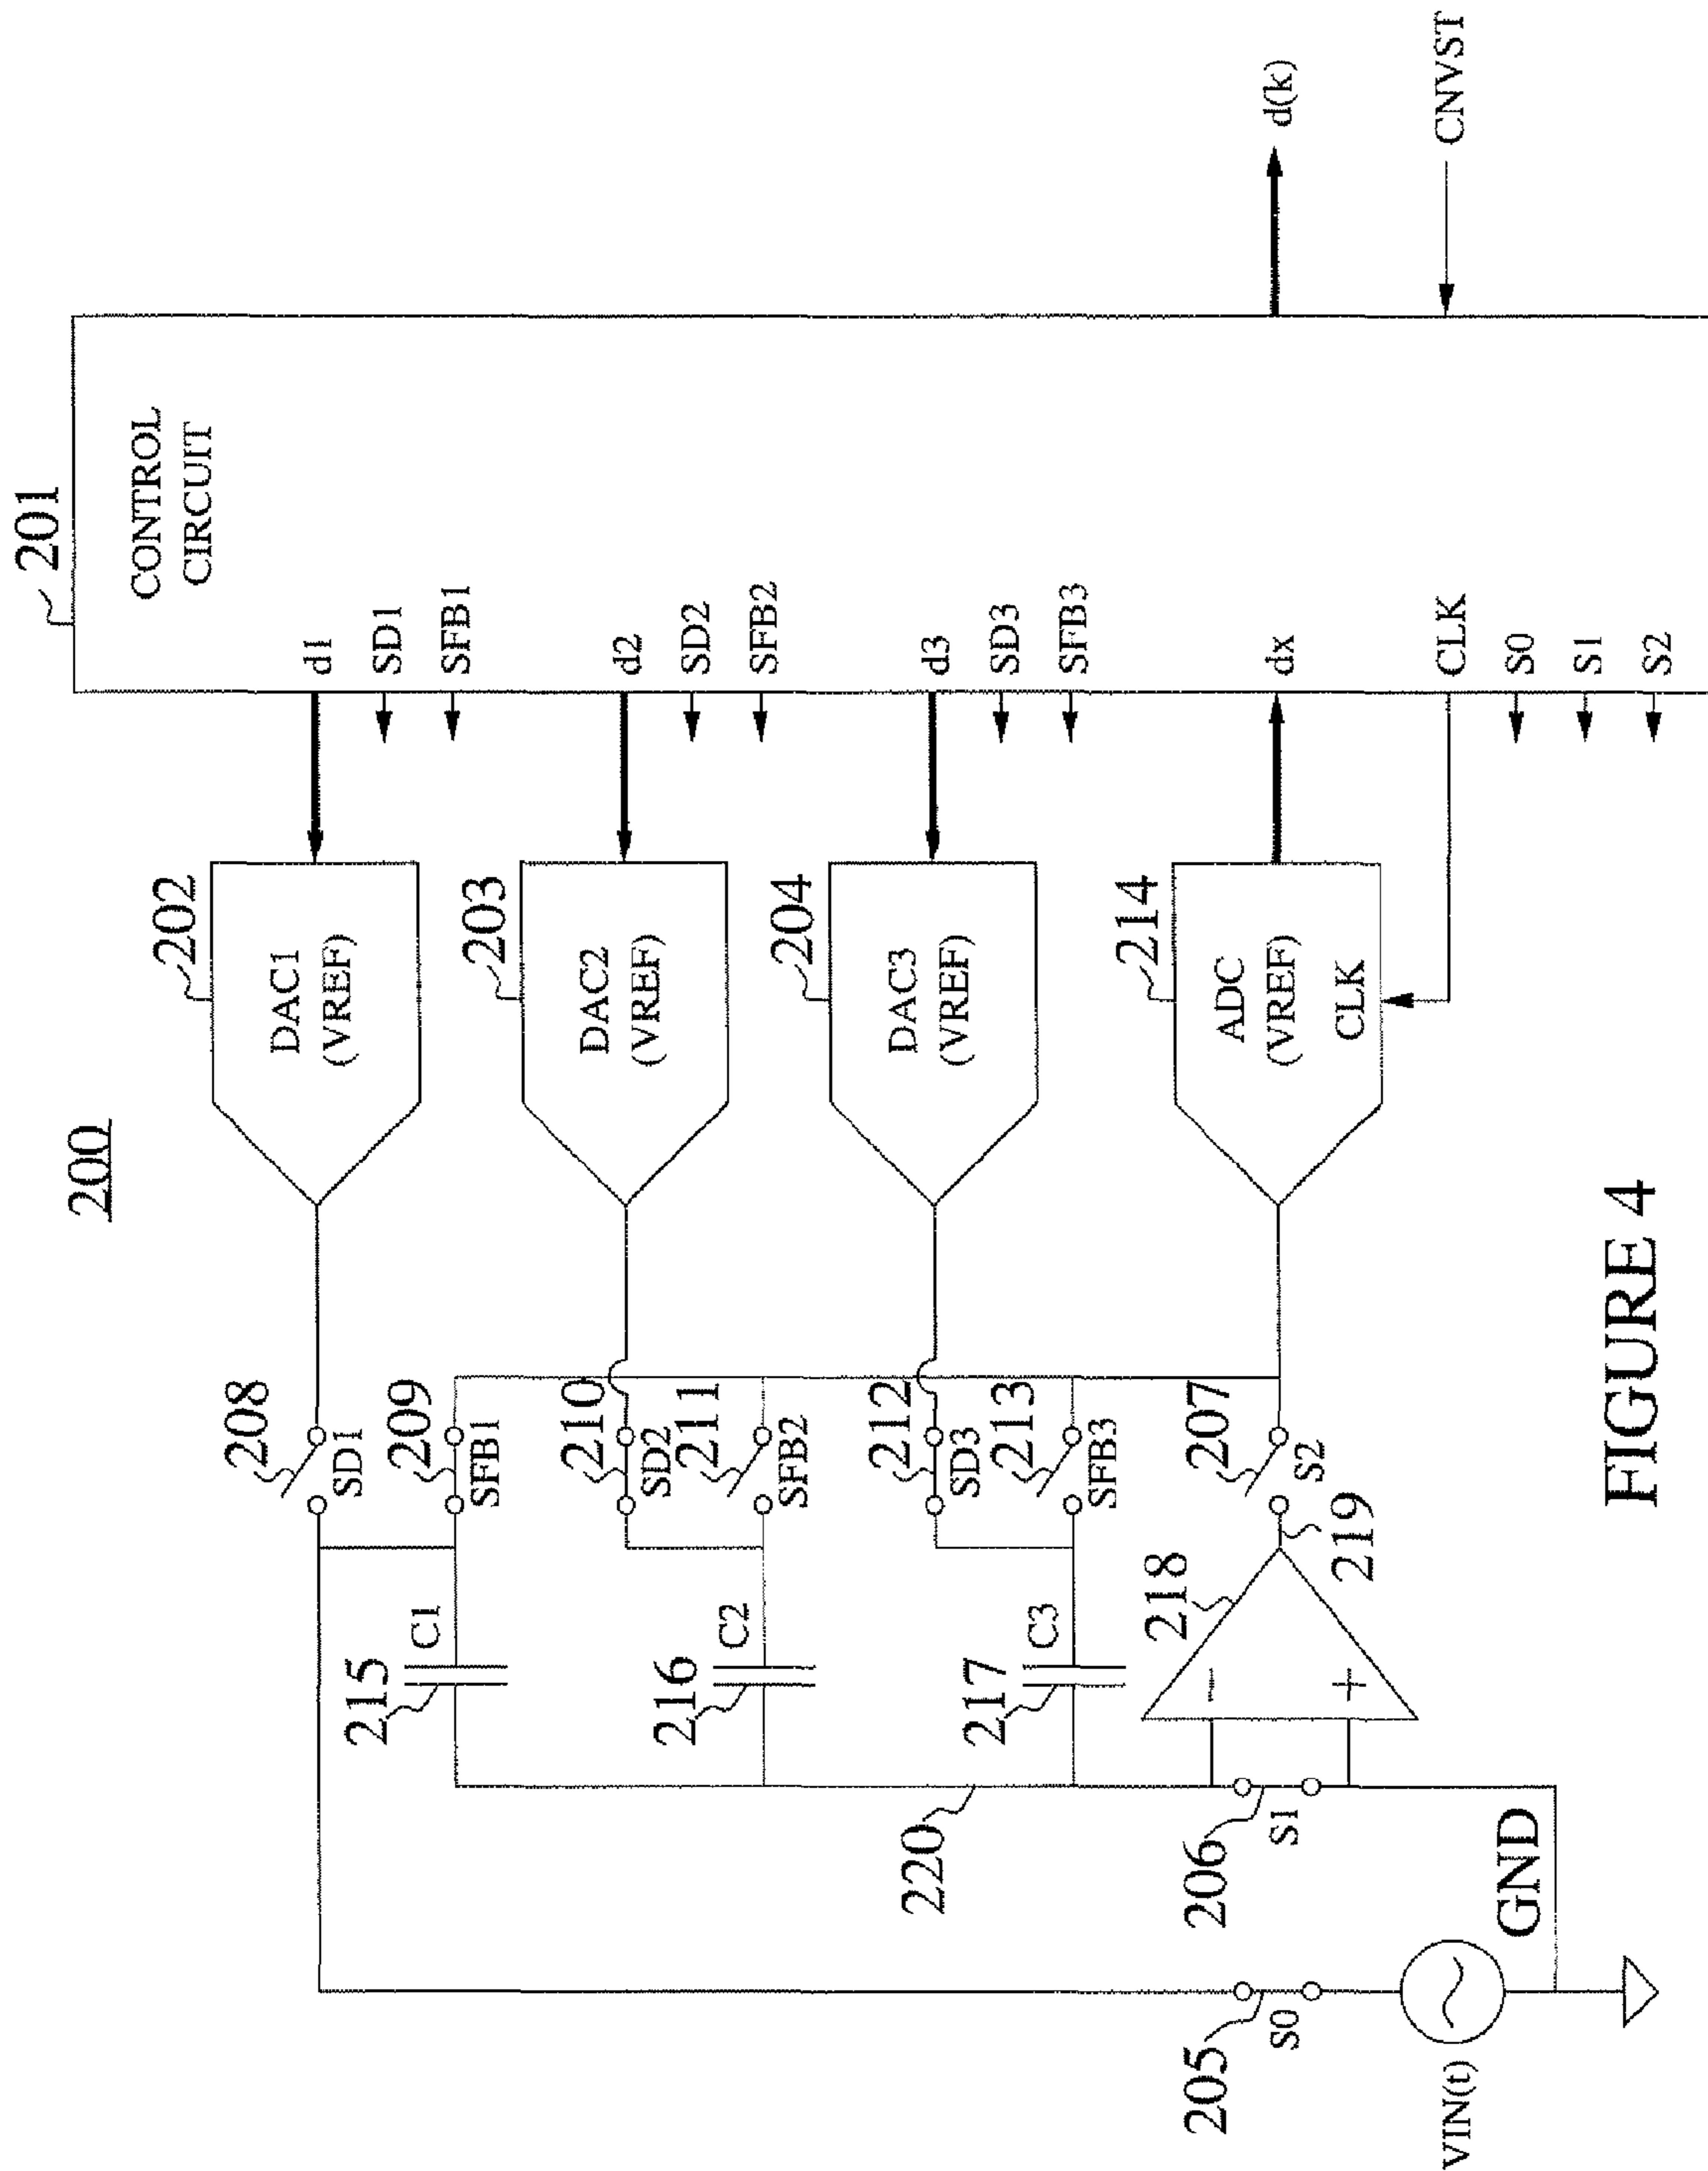 200
201
CONTROL
CIRCUIT
d1
SD1
SFB1
d2
SD2
SFB2
d3
SD3
SFB3
dx
CLK
S0
S1
S2
d(k)
CNVST
202
DAC1
(VREF)
203
DAC2
(VREF)
204
DAC3
(VREF)
214
ADC
(VREF)
CLK
208
SD1
209
SFB1
210
SD2
211
SFB2
212
SD3
213
SFB3
207
S2
215
C1
216
C2
217
C3
218
−
+
219
220
206
S1
205
S0
GND
VIN(t)
FIGURE 4